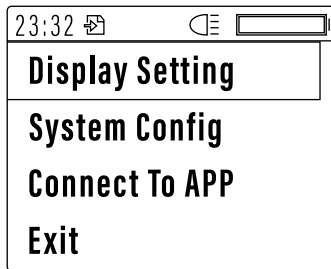 23:32
Display Setting
System Config
Connect To APP
Exit